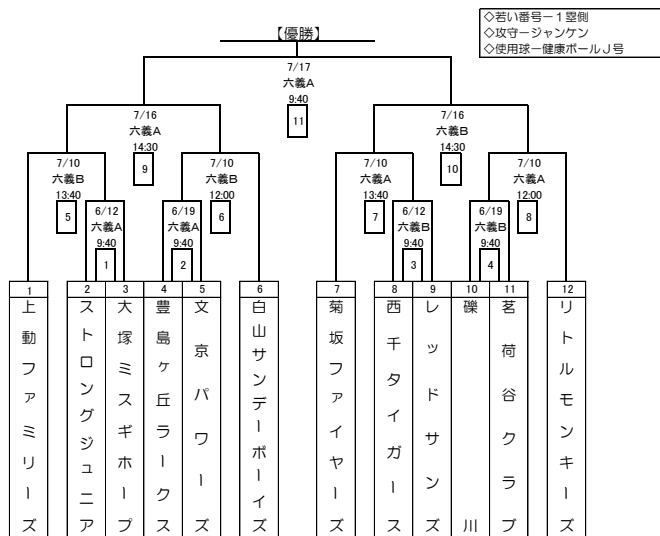 ◇若い番号－1塁側
◇攻守－ジャンケン
◇使用球－健康ボールJ号
【優勝】
7/17
六義A
9:40
11
7/16
六義A
14:30
9
7/16
六義B
14:30
10
7/10
六義B
13:40
5
7/10
六義B
12:00
6
7/10
六義A
13:40
7
7/10
六義A
12:00
8
6/12
六義A
9:40
1
6/19
六義A
9:40
2
6/12
六義B
9:40
3
6/19
六義B
9:40
4
1
上動ファミリーズ
2
ストロングジュニア
3
大塚ミスギホープ
4
豊島ヶ丘ラークス
5
文京パワーズ
6
白山サンデーボーイズ
7
菊坂ファイヤーズ
8
西千タイガース
9
レッドサンズ
10
礫川
11
茗荷谷クラブ
12
リトルモンキーズ